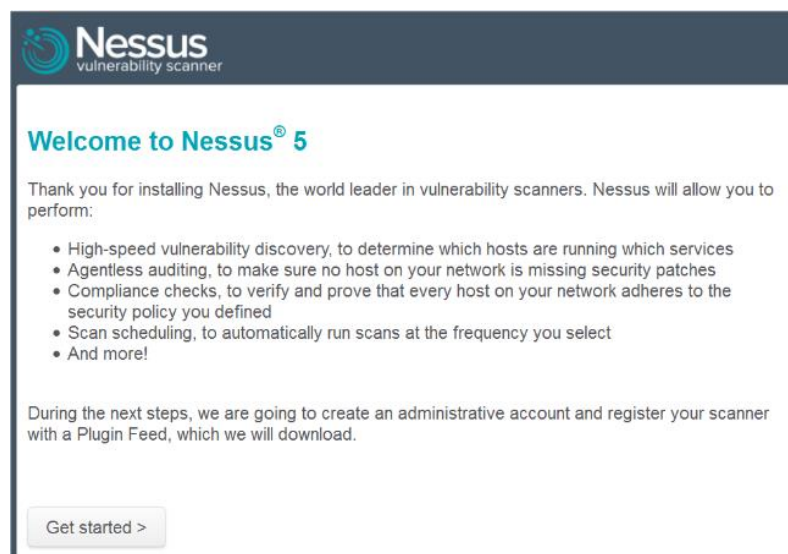 Nessus
vulnerability scanner
Welcome to Nessus® 5
Thank you for installing Nessus, the world leader in vulnerability scanners. Nessus will allow you to
perform:
• High-speed vulnerability discovery, to determine which hosts are running which services
• Agentless auditing, to make sure no host on your network is missing security patches
• Compliance checks, to verify and prove that every host on your network adheres to the
security policy you defined
• Scan scheduling, to automatically run scans at the frequency you select
• And more!
During the next steps, we are going to create an administrative account and register your scanner
with a Plugin Feed, which we will download.
Get started >